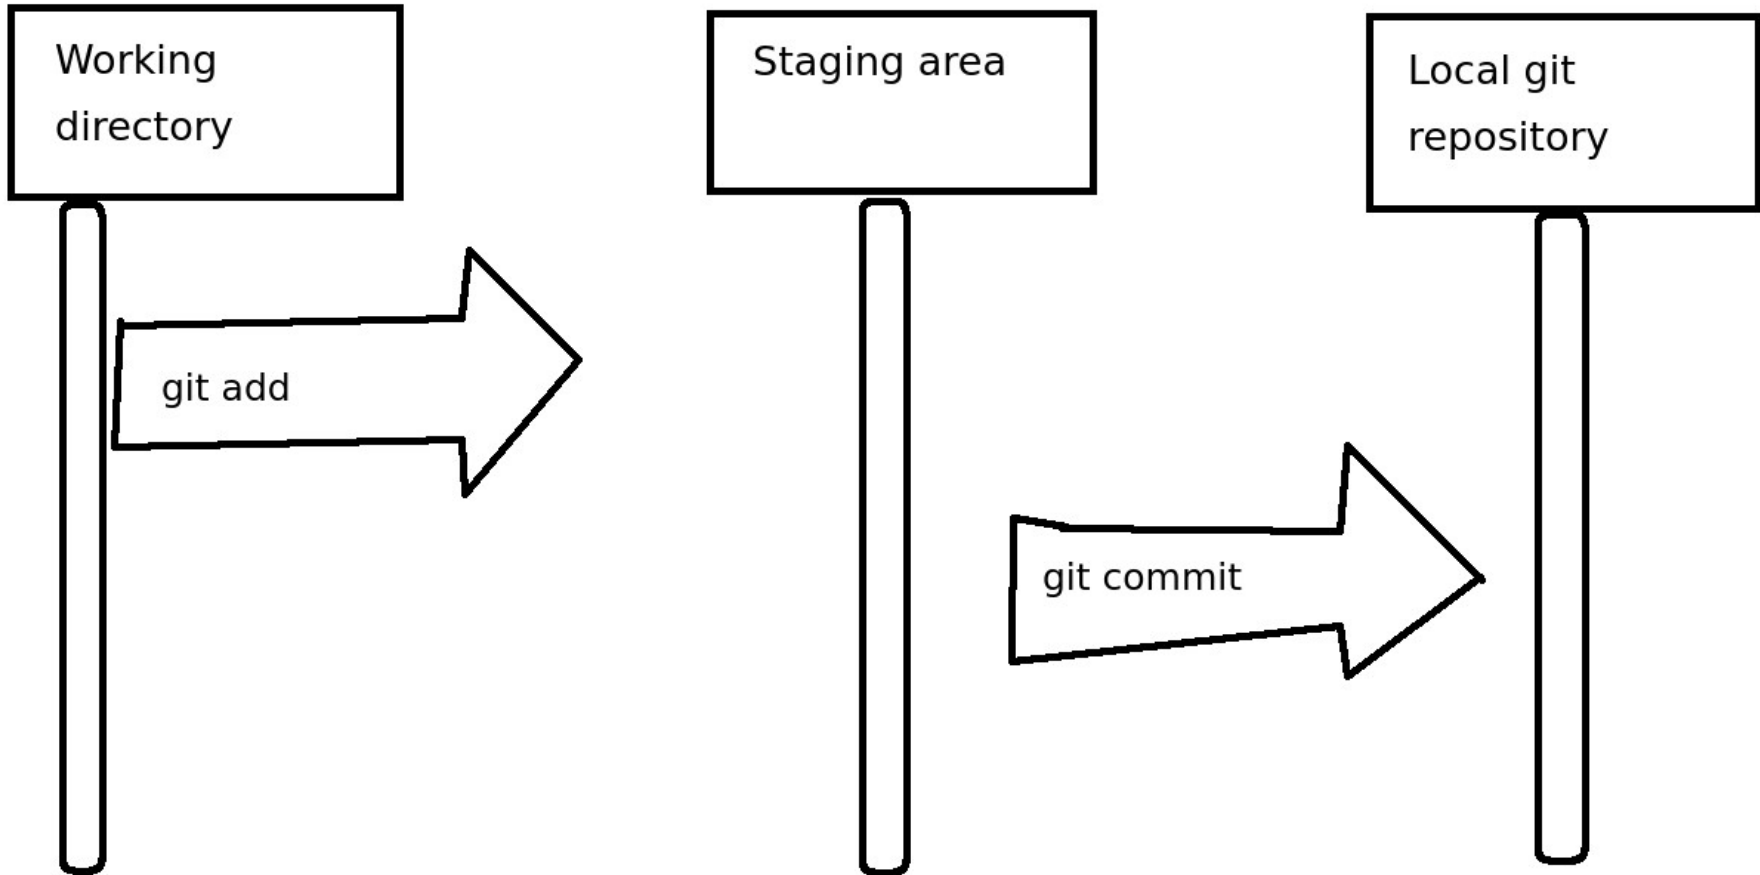 Working
directory
Staging area
Local git
repository
git add
git commit